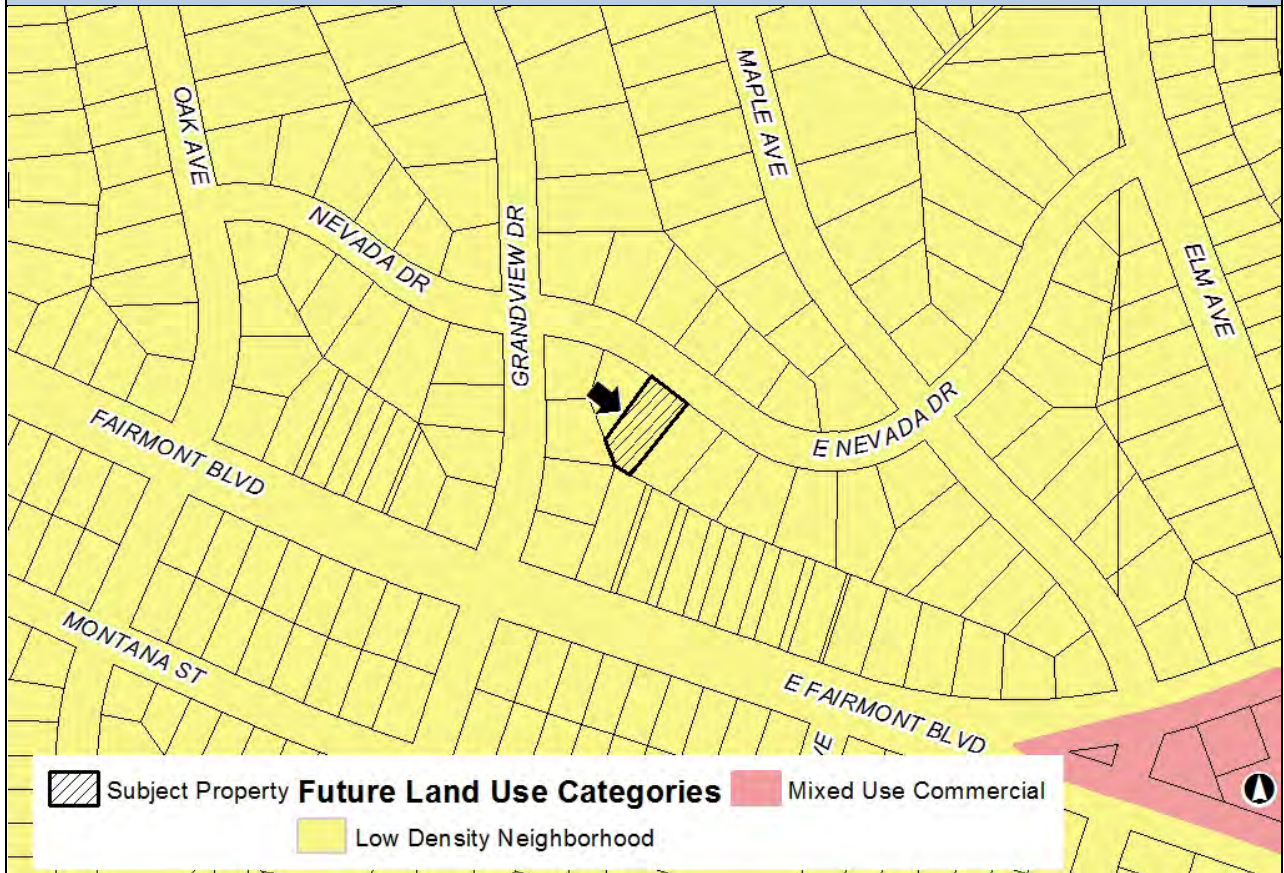 OAK AVE
MAPLE AVE
NEVADA DR
GRANDVIEW DR
ELM AVE
E NEVADA DR
FAIRMONT BLVD
MONTANA ST
E FAIRMONT BLVD
VE
Subject Property
Future Land Use Categories
Mixed Use Commercial
Low Density Neighborhood